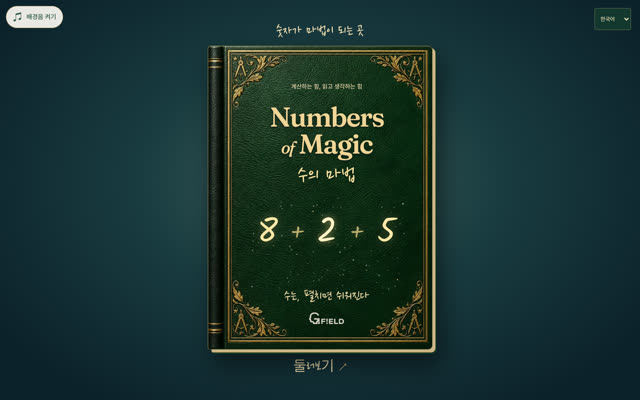 배경음 켜기
한국어
숫자가 마법이 되는 곳
계산하는 힘, 읽고 생각하는 힘
Numbers
of Magic
수의 마법
8 + 2 + 5
수는, 펼치면 쉬워진다
GFIELD
둘러보기 ↗